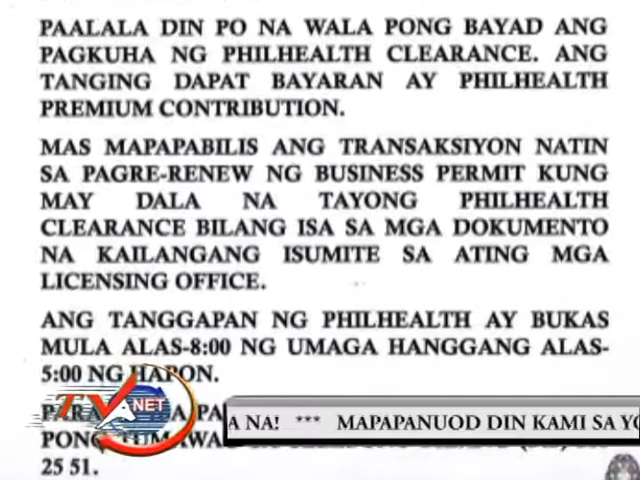 PAALALA DIN PO NA WALA PONG BAYAD ANG
PAGKUHA NG PHILHEALTH CLEARANCE. ANG
TANGING DAPAT BAYARAN AY PHILHEALTH
PREMIUM CONTRIBUTION.
MAS MAPAPABILIS ANG TRANSAKSIYON NATIN
SA PAGRE-RENEW NG BUSINESS PERMIT KUNG
MAY DALA NA TAYONG PHILHEALTH
CLEARANCE BILANG ISA SA MGA DOKUMENTO
NA KAILANGANG ISUMITE SA ATING MGA
LICENSING OFFICE.
ANG TANGGAPAN NG PHILHEALTH AY BUKAS
MULA ALAS-8:00 NG UMAGA HANGGANG ALAS-
5:00 NG HAPON.
TV NET
A NA! *** MAPAPANUOD DIN KAMI SA YO
25 51.